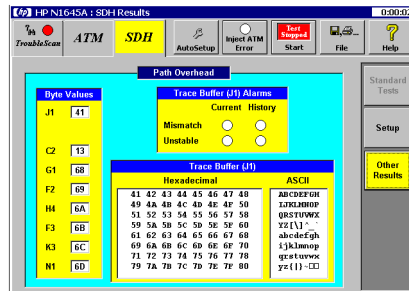 HP N1645A : SDH Results 0:00:02
TroubleScan
ATM
SDH
AutoSetup
Inject ATM Error
Test Stopped
Start
File
Help
Path Overhead
Byte Values
J1 41
C2 13
G1 68
F2 69
H4 6A
F3 6B
K3 6C
N1 6D
Trace Buffer (J1) Alarms
Current History
Mismatch
Unstable
Trace Buffer (J1)
Hexadecimal ASCII
41 42 43 44 45 46 47 48 ABCDEFGH
49 4A 4B 4C 4D 4E 4F 50 IJKLMNOP
51 52 53 54 55 56 57 58 QRSTUVWX
59 5A 5B 5C 5D 5E 5F 60 YZ[\]^_`
61 62 63 64 65 66 67 68 abcdefgh
69 6A 6B 6C 6D 6E 6F 70 ijklmnop
71 72 73 74 75 76 77 78 qrstuvwx
79 7A 7B 7C 7D 7E 7F 80 yz{|}~
Standard Tests
Setup
Other Results